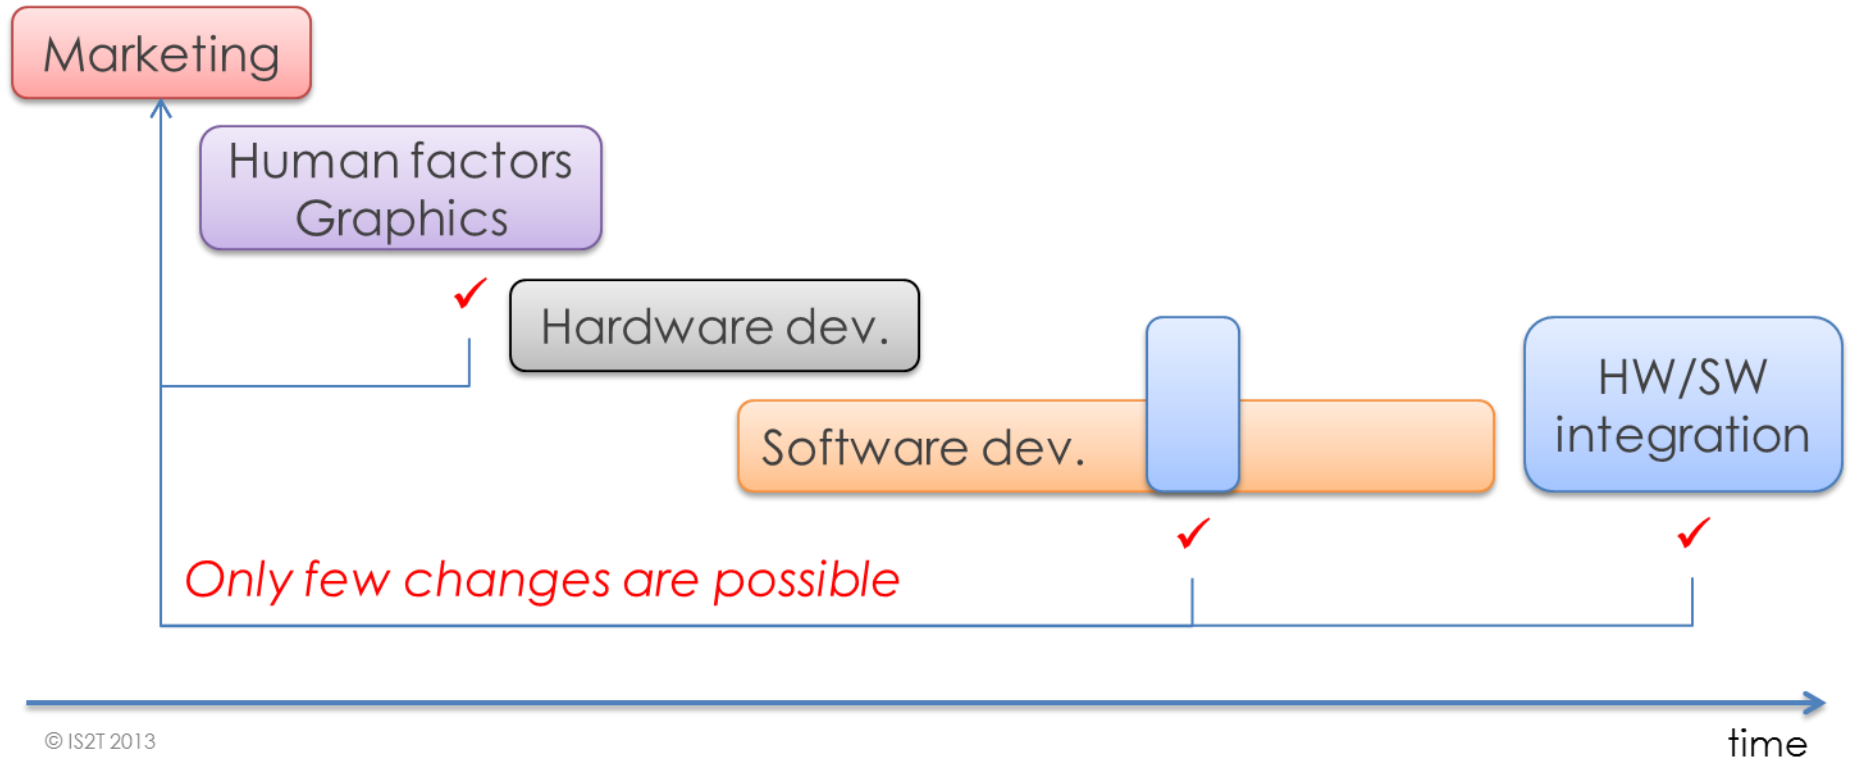 Marketing
Human factors
Graphics
Hardware dev.
Software dev.
HW/SW
integration
Only few changes are possible
© IS2T 2013
time